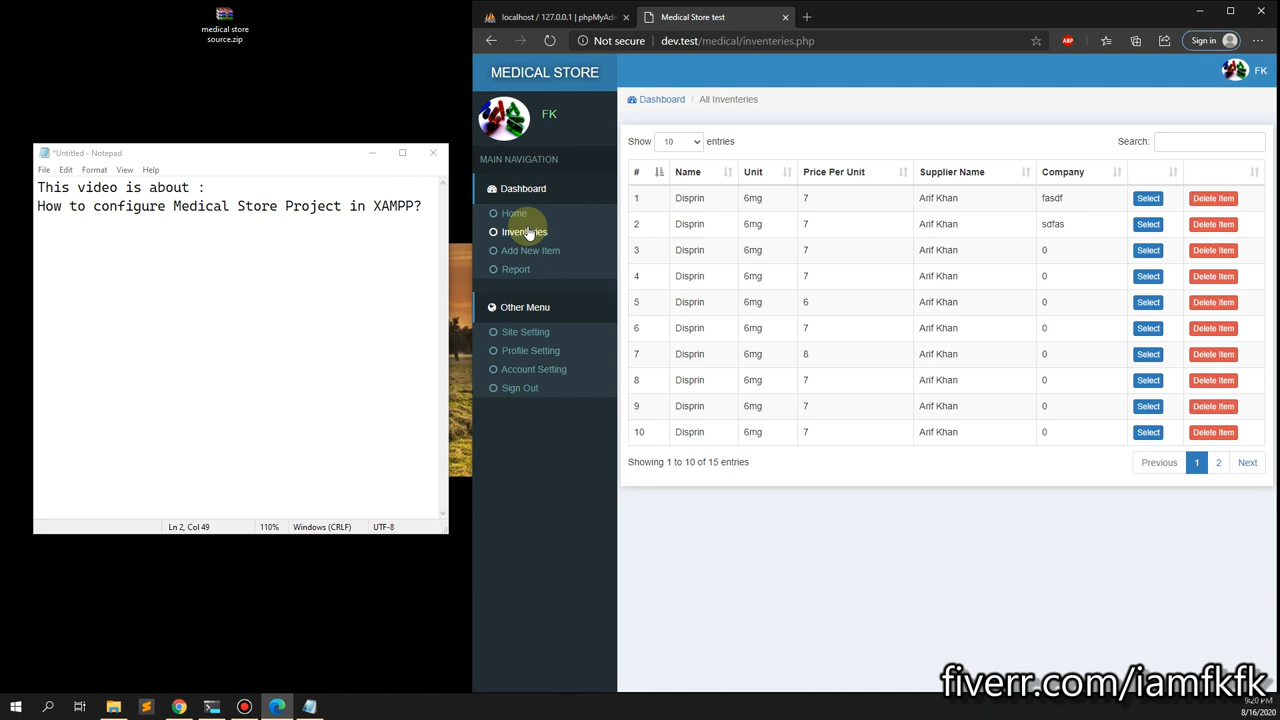 medical store
source.zip
*Untitled - Notepad
File Edit Format View Help
This video is about :
How to configure Medical Store Project in XAMPP?
Ln 2, Col 49 110% Windows (CRLF) UTF-8
localhost / 127.0.0.1 | phpMyAdr
Medical Store test
Not secure dev.test/medical/inventeries.php
ABP
Sign in
MEDICAL STORE
FK
FK
MAIN NAVIGATION
Dashboard
Home
Inventeries
Add New Item
Report
Other Menu
Site Setting
Profile Setting
Account Setting
Sign Out
Dashboard / All Inventeries
Show 10 entries
Search:
# Name Unit Price Per Unit Supplier Name Company
1 Disprin 6mg 7 Arif Khan fasdf Select Delete Item
2 Disprin 6mg 7 Arif Khan sdfas Select Delete Item
3 Disprin 6mg 7 Arif Khan 0 Select Delete Item
4 Disprin 6mg 7 Arif Khan 0 Select Delete Item
5 Disprin 6mg 6 Arif Khan 0 Select Delete Item
6 Disprin 6mg 7 Arif Khan 0 Select Delete Item
7 Disprin 6mg 8 Arif Khan 0 Select Delete Item
8 Disprin 6mg 7 Arif Khan 0 Select Delete Item
9 Disprin 6mg 7 Arif Khan 0 Select Delete Item
10 Disprin 6mg 7 Arif Khan 0 Select Delete Item
Showing 1 to 10 of 15 entries
Previous 1 2 Next
fiverr.com/iamfkfk
9:20 PM
8/16/2020